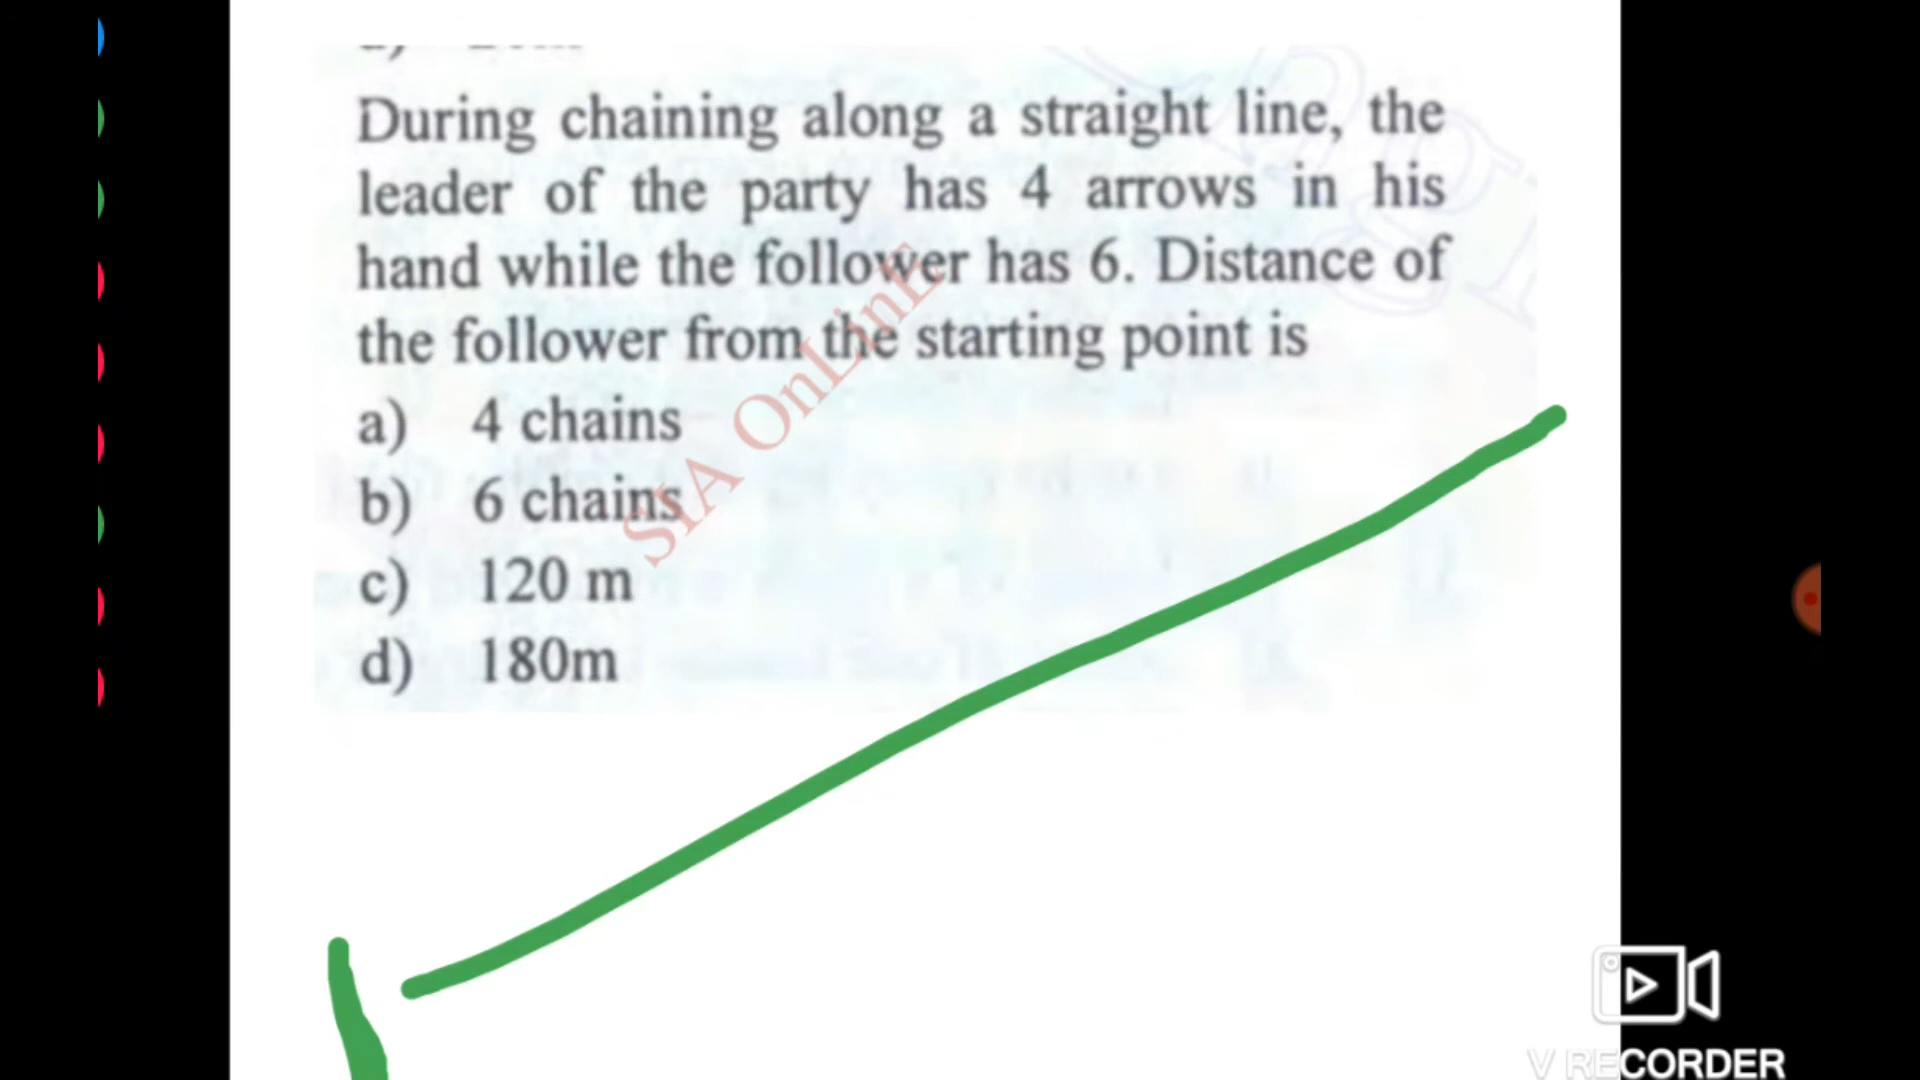 During chaining along a straight line, the
leader of the party has 4 arrows in his
hand while the follower has 6. Distance of
the follower from the starting point is
a) 4 chains
b) 6 chains
c) 120 m
d) 180m
SIA OnLinE
V RECORDER